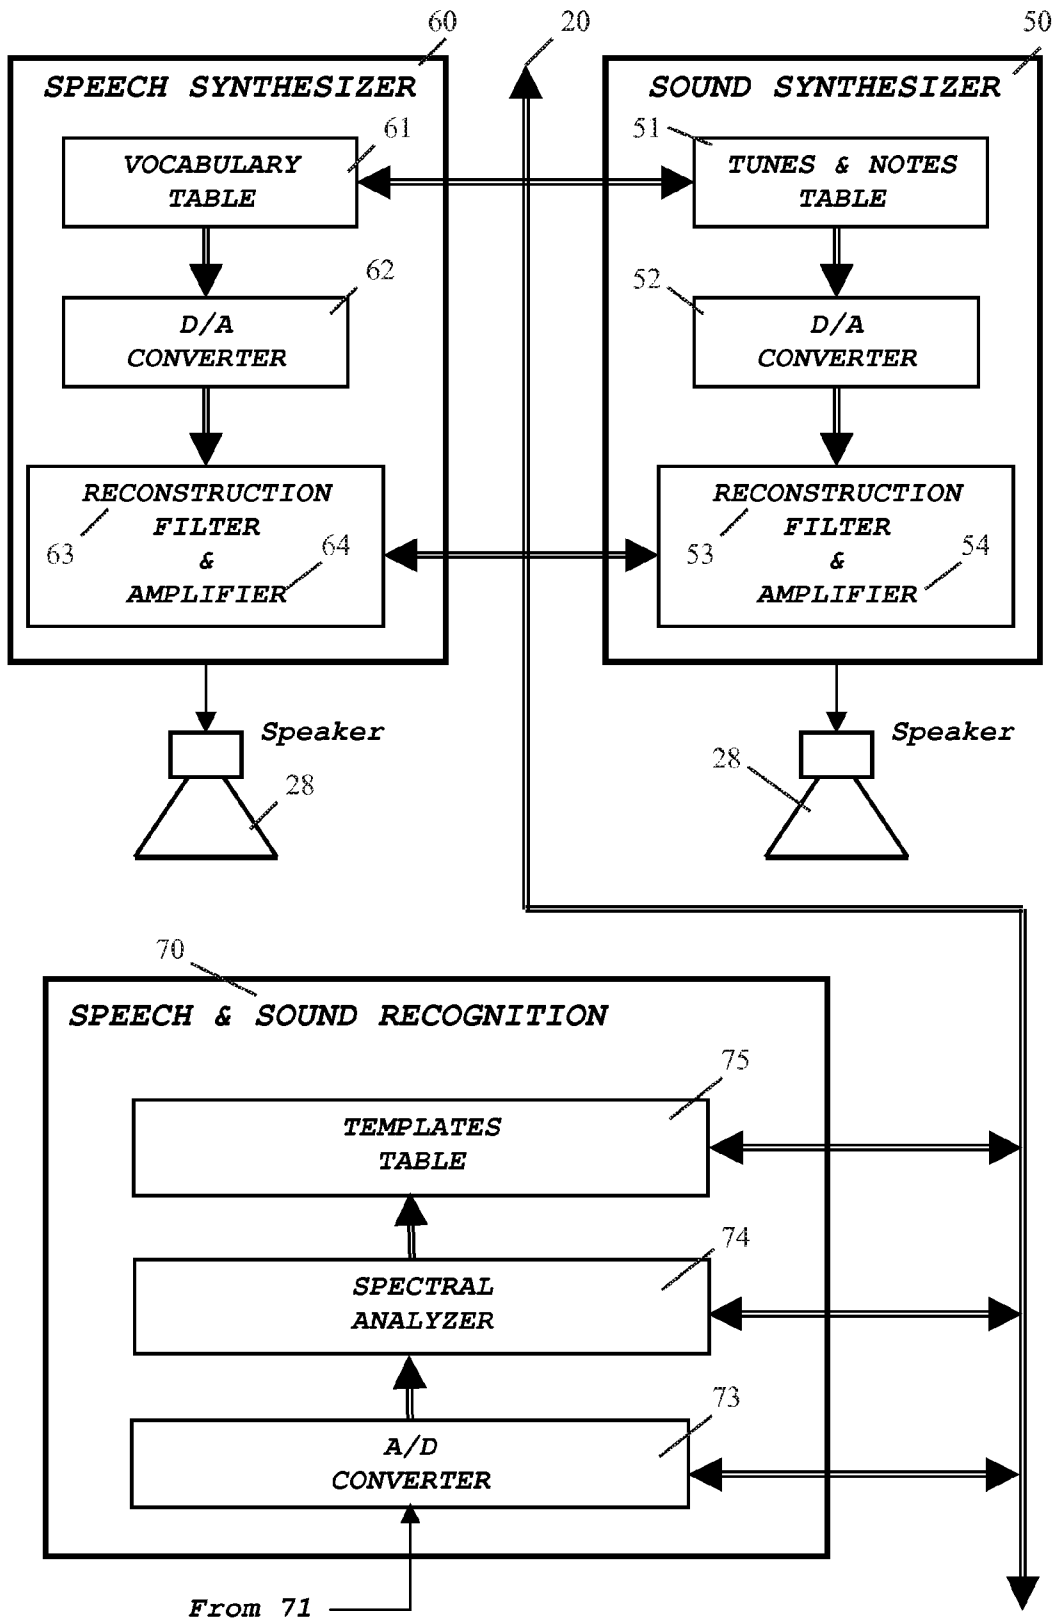 60
20
50
SPEECH SYNTHESIZER
SOUND SYNTHESIZER
61
51
VOCABULARY
TABLE
TUNES & NOTES
TABLE
62
52
D/A
CONVERTER
D/A
CONVERTER
RECONSTRUCTION
FILTER
&
AMPLIFIER
63
64
RECONSTRUCTION
FILTER
&
AMPLIFIER
53
54
Speaker
28
Speaker
28
70
SPEECH & SOUND RECOGNITION
75
TEMPLATES
TABLE
74
SPECTRAL
ANALYZER
73
A/D
CONVERTER
From 71